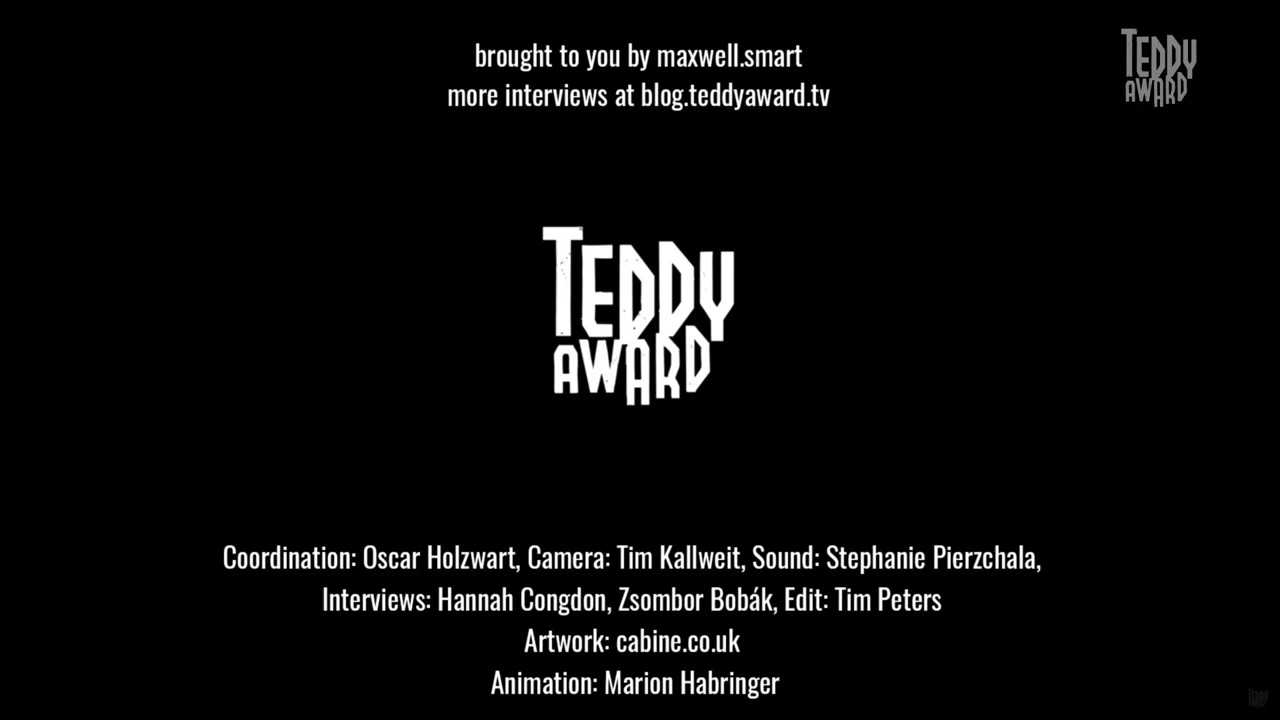 brought to you by maxwell.smart
more interviews at blog.teddyaward.tv
TEDDY
AWARD
TEDDY
AWARD
Coordination: Oscar Holzwart, Camera: Tim Kallweit, Sound: Stephanie Pierzchala,
Interviews: Hannah Congdon, Zsombor Bobák, Edit: Tim Peters
Artwork: cabine.co.uk
Animation: Marion Habringer